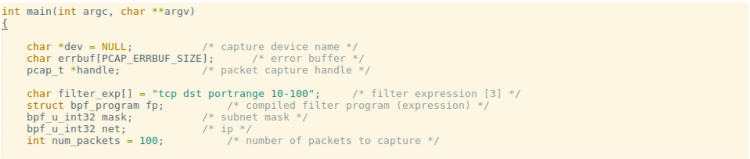 int main(int argc, char **argv)
{
char *dev = NULL; /* capture device name */
char errbuf[PCAP_ERRBUF_SIZE]; /* error buffer */
pcap_t *handle; /* packet capture handle */
char filter_exp[] = "tcp dst portrange 10-100"; /* filter expression [3] */
struct bpf_program fp; /* compiled filter program (expression) */
bpf_u_int32 mask; /* subnet mask */
bpf_u_int32 net; /* ip */
int num_packets = 100; /* number of packets to capture */